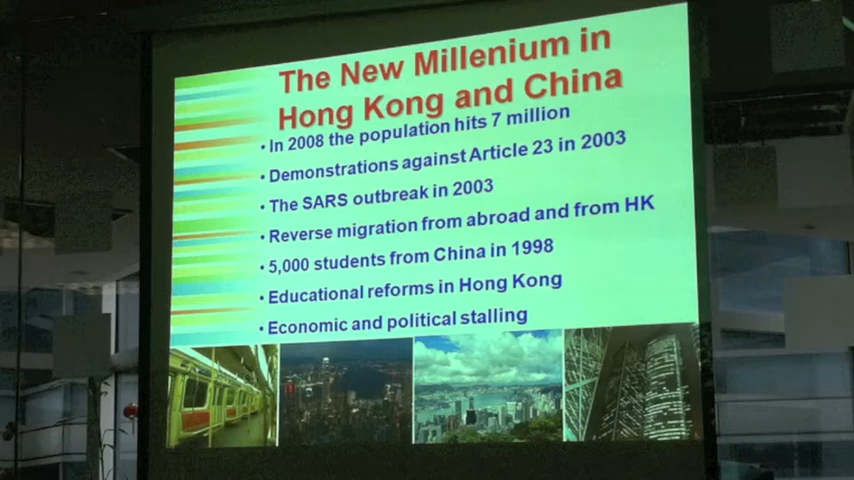 The New Millenium in
Hong Kong and China
• In 2008 the population hits 7 million
• Demonstrations against Article 23 in 2003
• The SARS outbreak in 2003
• Reverse migration from abroad and from HK
• 5,000 students from China in 1998
• Educational reforms in Hong Kong
• Economic and political stalling